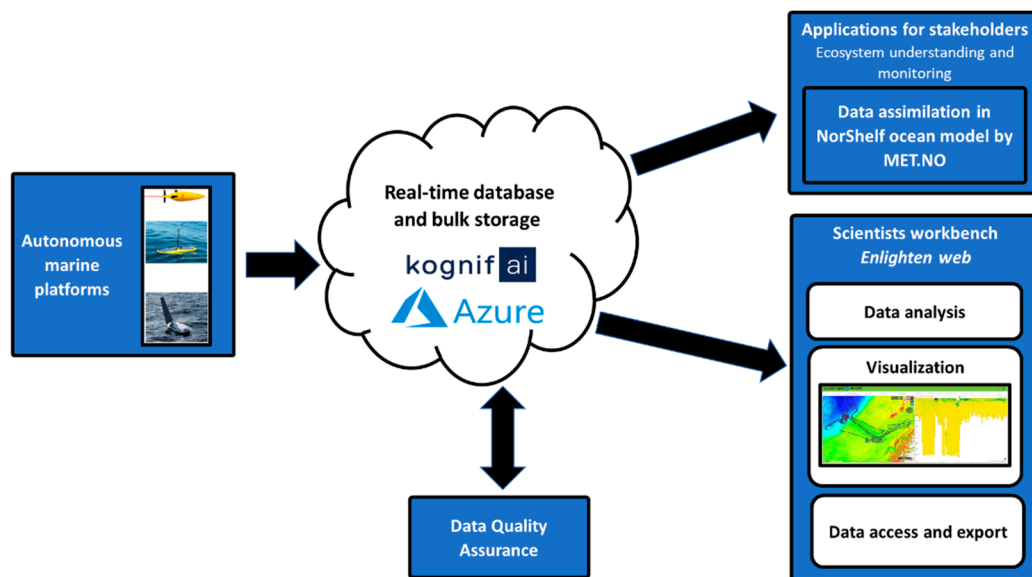 Autonomous
marine
platforms
Real-time database
and bulk storage
kognifai
Azure
Data Quality
Assurance
Applications for stakeholders
Ecosystem understanding and
monitoring
Data assimilation in
NorShelf ocean model by
MET.NO
Scientists workbench
Enlighten web
Data analysis
Visualization
Data access and export